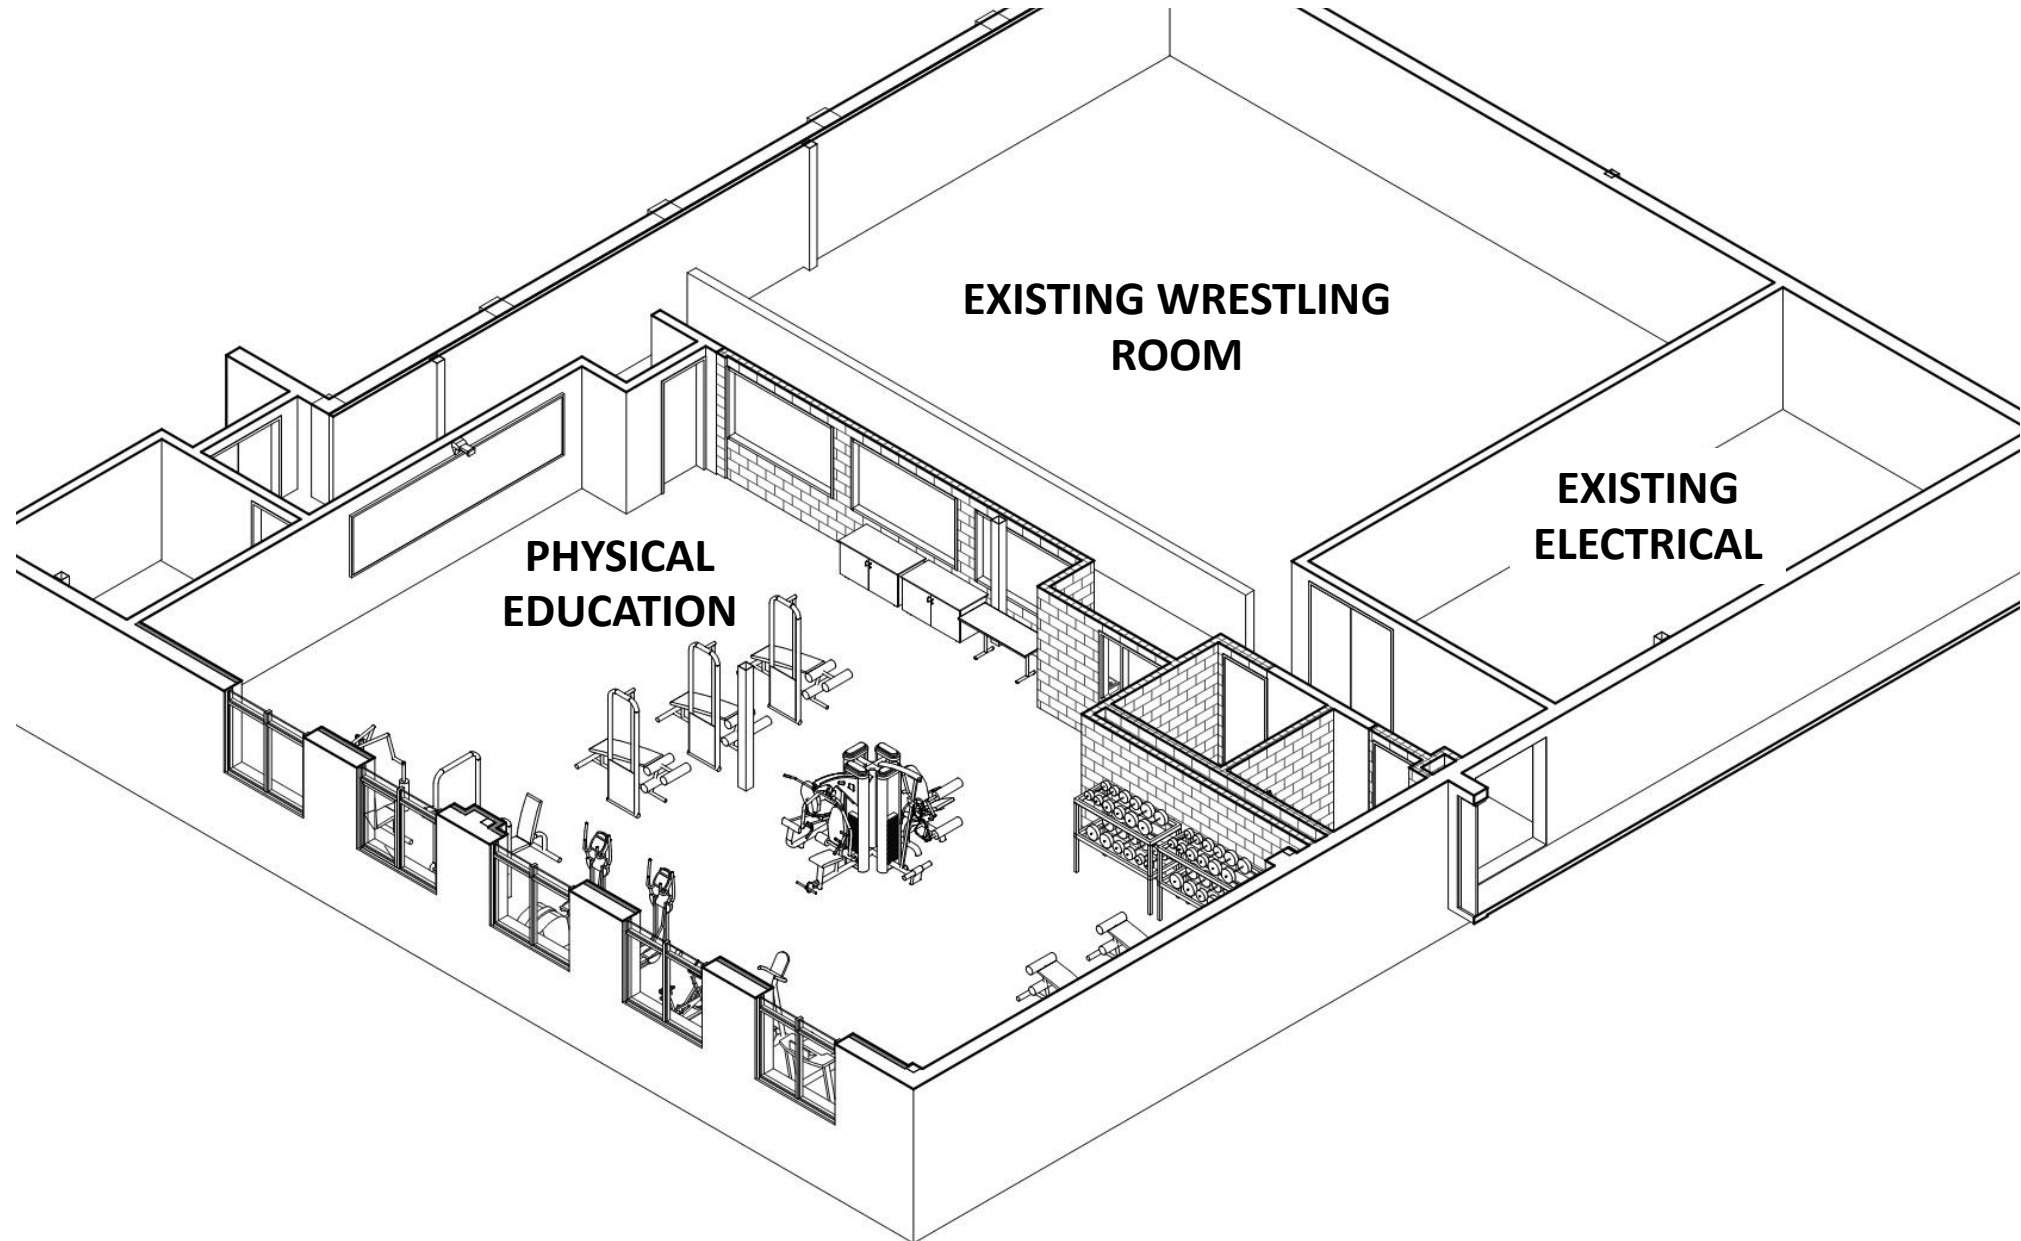 EXISTING WRESTLING
ROOM
EXISTING
ELECTRICAL
PHYSICAL
EDUCATION